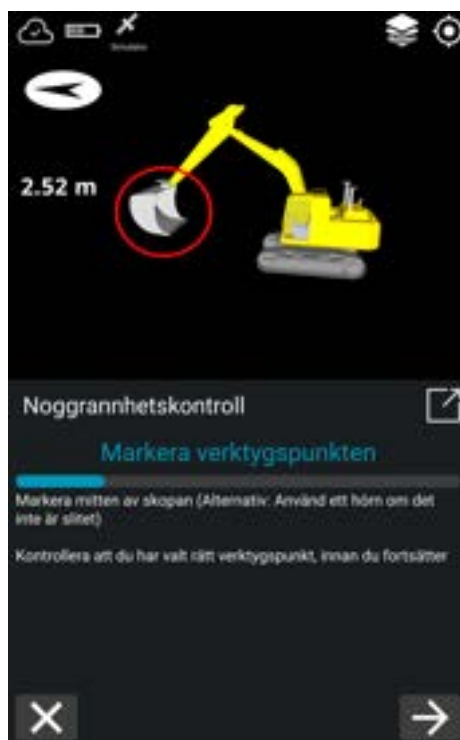 Simulator
2.52 m
Noggrannhetskontroll
Markera verktygspunkten
Markera mitten av skopan (Alternativ: Använd ett hörn om det
inte är slitet)
Kontrollera att du har valt rätt verktygspunkt, innan du fortsätter